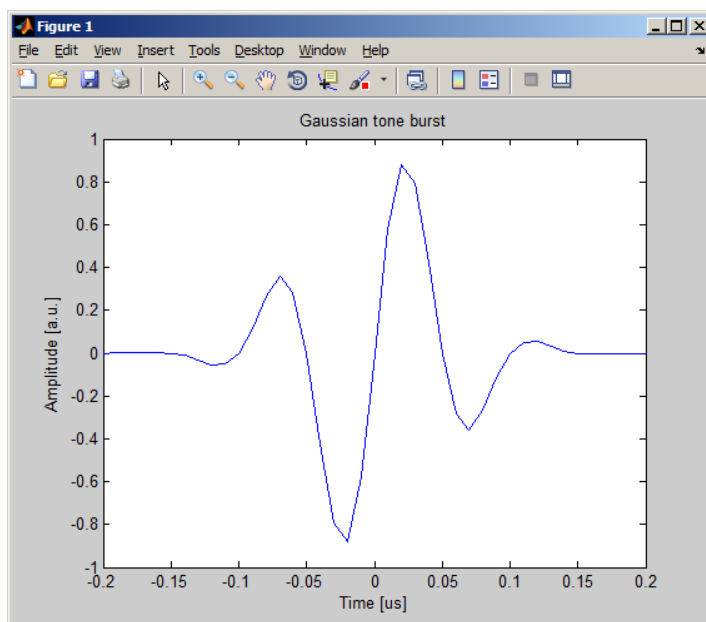 Figure 1
File Edit View Insert Tools Desktop Window Help
Gaussian tone burst
1
0.8
0.6
0.4
0.2
0
-0.2
-0.4
-0.6
-0.8
-1
Amplitude [a.u.]
-0.2 -0.15 -0.1 -0.05 0 0.05 0.1 0.15 0.2
Time [us]